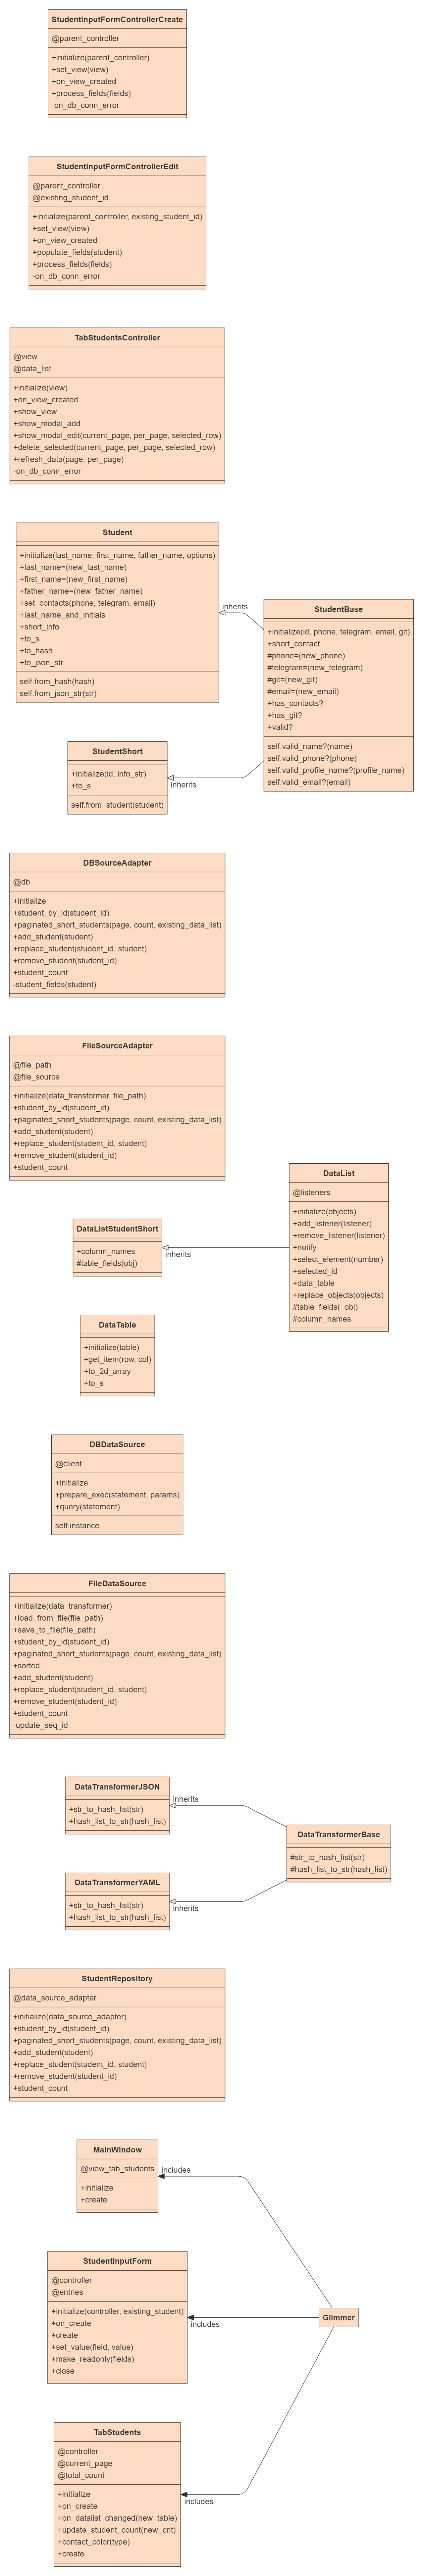 StudentInputFormControllerCreate
@parent_controller
+initialize(parent_controller)
+set_view(view)
+on_view_created
+process_fields(fields)
-on_db_conn_error
StudentInputFormControllerEdit
@parent_controller
@existing_student_id
+initialize(parent_controller, existing_student_id)
+set_view(view)
+on_view_created
+populate_fields(student)
+process_fields(fields)
-on_db_conn_error
TabStudentsController
@view
@data_list
+initialize(view)
+on_view_created
+show_view
+show_modal_add
+show_modal_edit(current_page, per_page, selected_row)
+delete_selected(current_page, per_page, selected_row)
+refresh_data(page, per_page)
-on_db_conn_error
Student
+initialize(last_name, first_name, father_name, options)
+last_name=(new_last_name)
+first_name=(new_first_name)
+father_name=(new_father_name)
+set_contacts(phone, telegram, email)
+last_name_and_initials
+short_info
+to_s
+to_hash
+to_json_str
self.from_hash(hash)
self.from_json_str(str)
inherits
StudentBase
+initialize(id, phone, telegram, email, git)
+short_contact
#phone=(new_phone)
#telegram=(new_telegram)
#git=(new_git)
#email=(new_email)
+has_contacts?
+has_git?
+valid?
self.valid_name?(name)
self.valid_phone?(phone)
self.valid_profile_name?(profile_name)
self.valid_email?(email)
StudentShort
+initialize(id, info_str)
+to_s
self.from_student(student)
inherits
DBSourceAdapter
@db
+initialize
+student_by_id(student_id)
+paginated_short_students(page, count, existing_data_list)
+add_student(student)
+replace_student(student_id, student)
+remove_student(student_id)
+student_count
-student_fields(student)
FileSourceAdapter
@file_path
@file_source
+initialize(data_transformer, file_path)
+student_by_id(student_id)
+paginated_short_students(page, count, existing_data_list)
+add_student(student)
+replace_student(student_id, student)
+remove_student(student_id)
+student_count
DataListStudentShort
+column_names
#table_fields(obj)
inherits
DataList
@listeners
+initialize(objects)
+add_listener(listener)
+remove_listener(listener)
+notify
+select_element(number)
+selected_id
+data_table
+replace_objects(objects)
#table_fields(_obj)
#column_names
DataTable
+initialize(table)
+get_item(row, col)
+to_2d_array
+to_s
DBDataSource
@client
+initialize
+prepare_exec(statement, params)
+query(statement)
self.instance
FileDataSource
+initialize(data_transformer)
+load_from_file(file_path)
+save_to_file(file_path)
+student_by_id(student_id)
+paginated_short_students(page, count, existing_data_list)
+sorted
+add_student(student)
+replace_student(student_id, student)
+remove_student(student_id)
+student_count
-update_seq_id
DataTransformerJSON
+str_to_hash_list(str)
+hash_list_to_str(hash_list)
inherits
DataTransformerBase
#str_to_hash_list(str)
#hash_list_to_str(hash_list)
DataTransformerYAML
+str_to_hash_list(str)
+hash_list_to_str(hash_list)
inherits
StudentRepository
@data_source_adapter
+initialize(data_source_adapter)
+student_by_id(student_id)
+paginated_short_students(page, count, existing_data_list)
+add_student(student)
+replace_student(student_id, student)
+remove_student(student_id)
+student_count
MainWindow
@view_tab_students
+initialize
+create
includes
StudentInputForm
@controller
@entries
+initialize(controller, existing_student)
+on_create
+create
+set_value(field, value)
+make_readonly(fields)
+close
includes
Glimmer
TabStudents
@controller
@current_page
@total_count
+initialize
+on_create
+on_datalist_changed(new_table)
+update_student_count(new_cnt)
+contact_color(type)
+create
includes